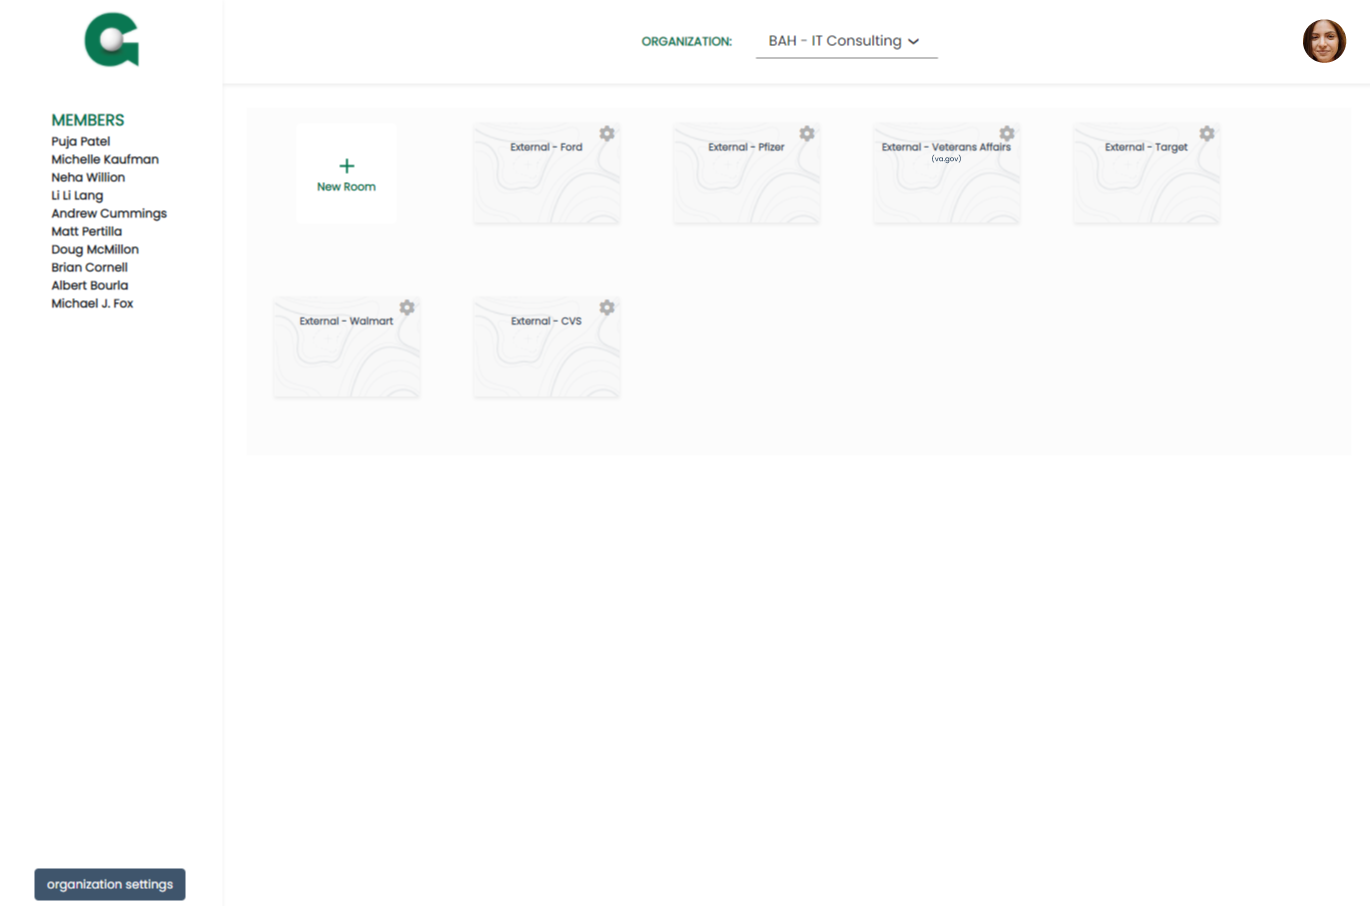 ORGANIZATION: BAH - IT Consulting
MEMBERS
Puja Patel
Michelle Kaufman
Neha Willion
Li Li Lang
Andrew Cummings
Matt Pertilla
Doug McMillon
Brian Cornell
Albert Bourla
Michael J. Fox
organization settings
New Room
External - Ford
External - Pfizer
External - Veterans Affairs
(va.gov)
External - Target
External - Walmart
External - CVS